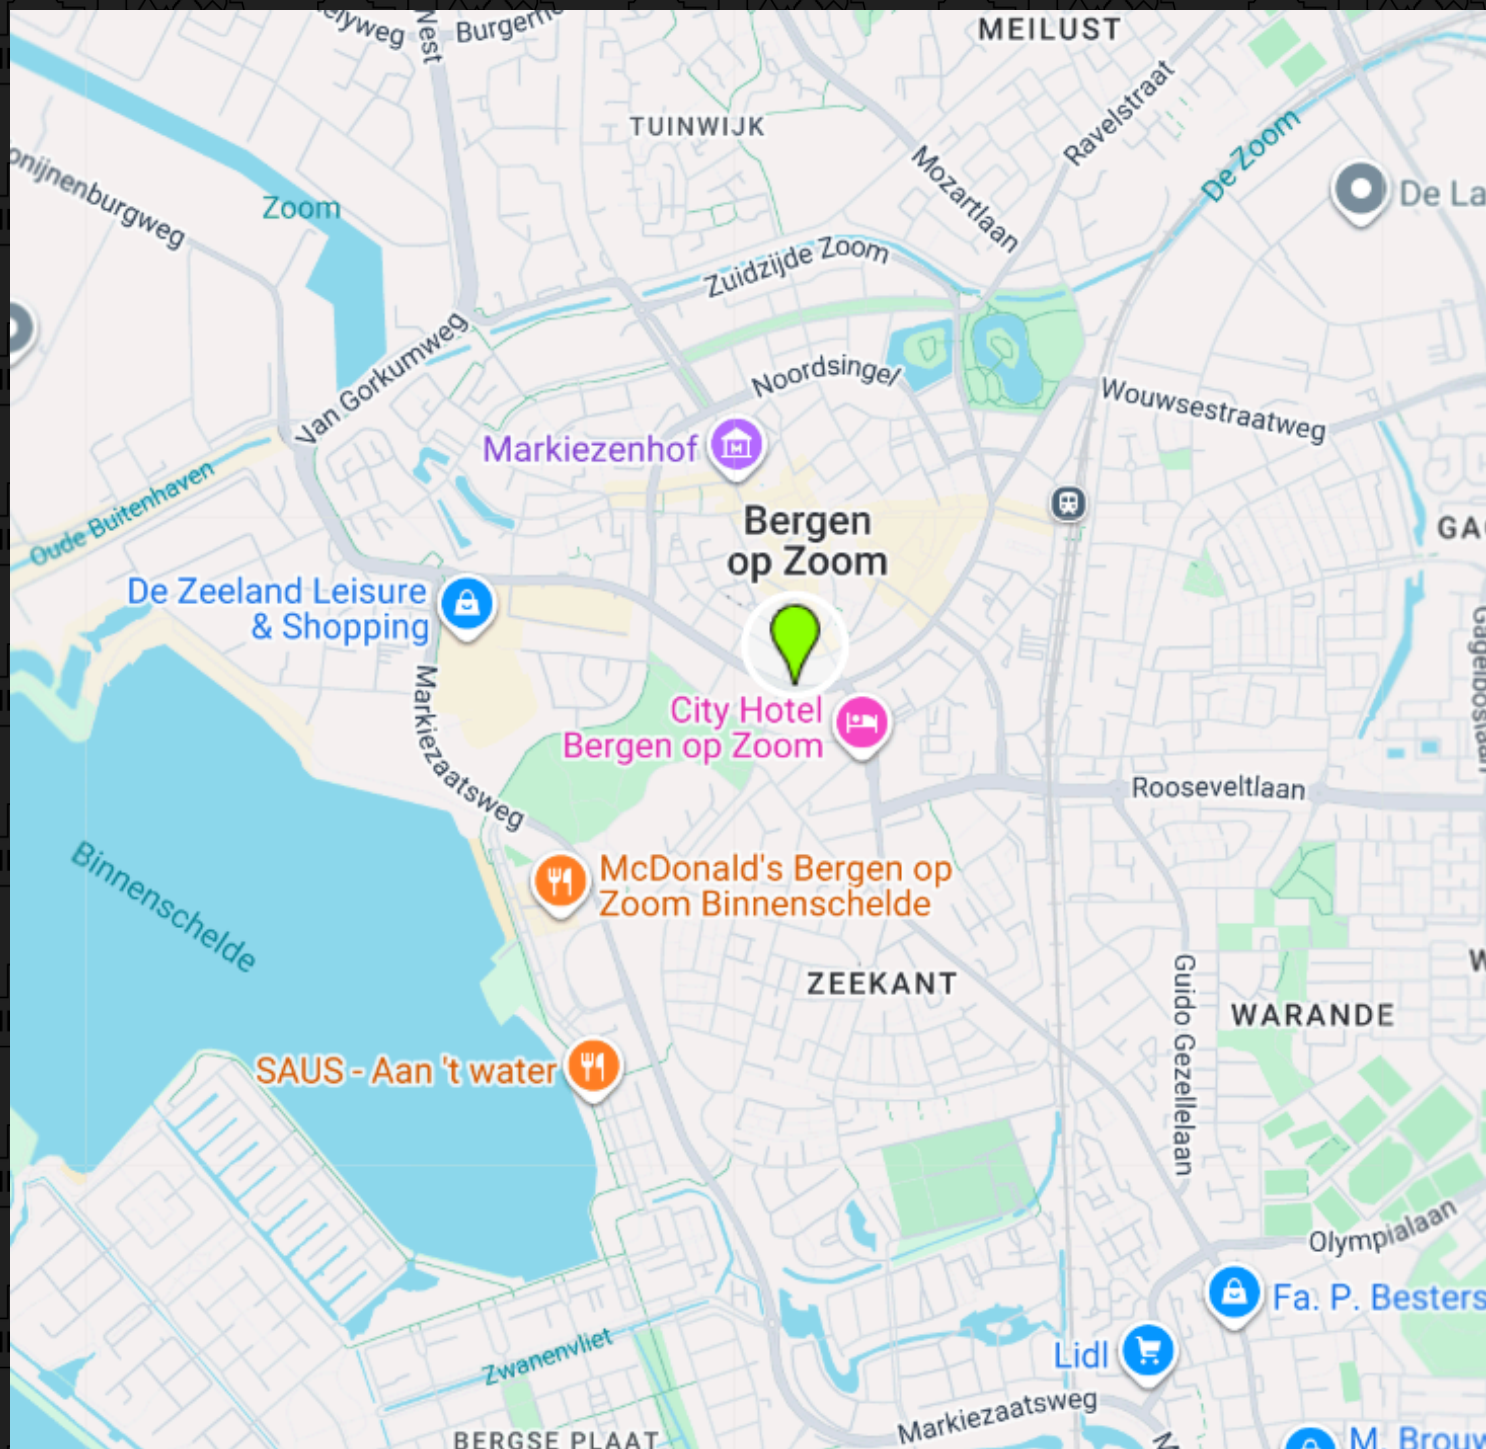 Nest
Burgerho
elyweg
MEILUST
TUINWIJK
Ravelstraat
De Zoom
Mozartlaan
onijnenburgweg
Zoom
De La
Zuidzijde Zoom
Van Gorkumweg
Noordsingel
Wouwsestraatweg
Markiezenhof
Oude Buitenhaven
Bergen
op Zoom
GA
De Zeeland Leisure
& Shopping
Gageldoslaan
Markiezaatsweg
City Hotel
Bergen op Zoom
Rooseveltlaan
Binnenschelde
McDonald's Bergen op
Zoom Binnenschelde
ZEEKANT
W
WARANDE
Guido Gezellelaan
SAUS - Aan 't water
Olympialaan
Fa. P. Besters
Lidl
Zwanenvliet
Markiezaatsweg
M
BERGSE PLAAT
M. Brouw